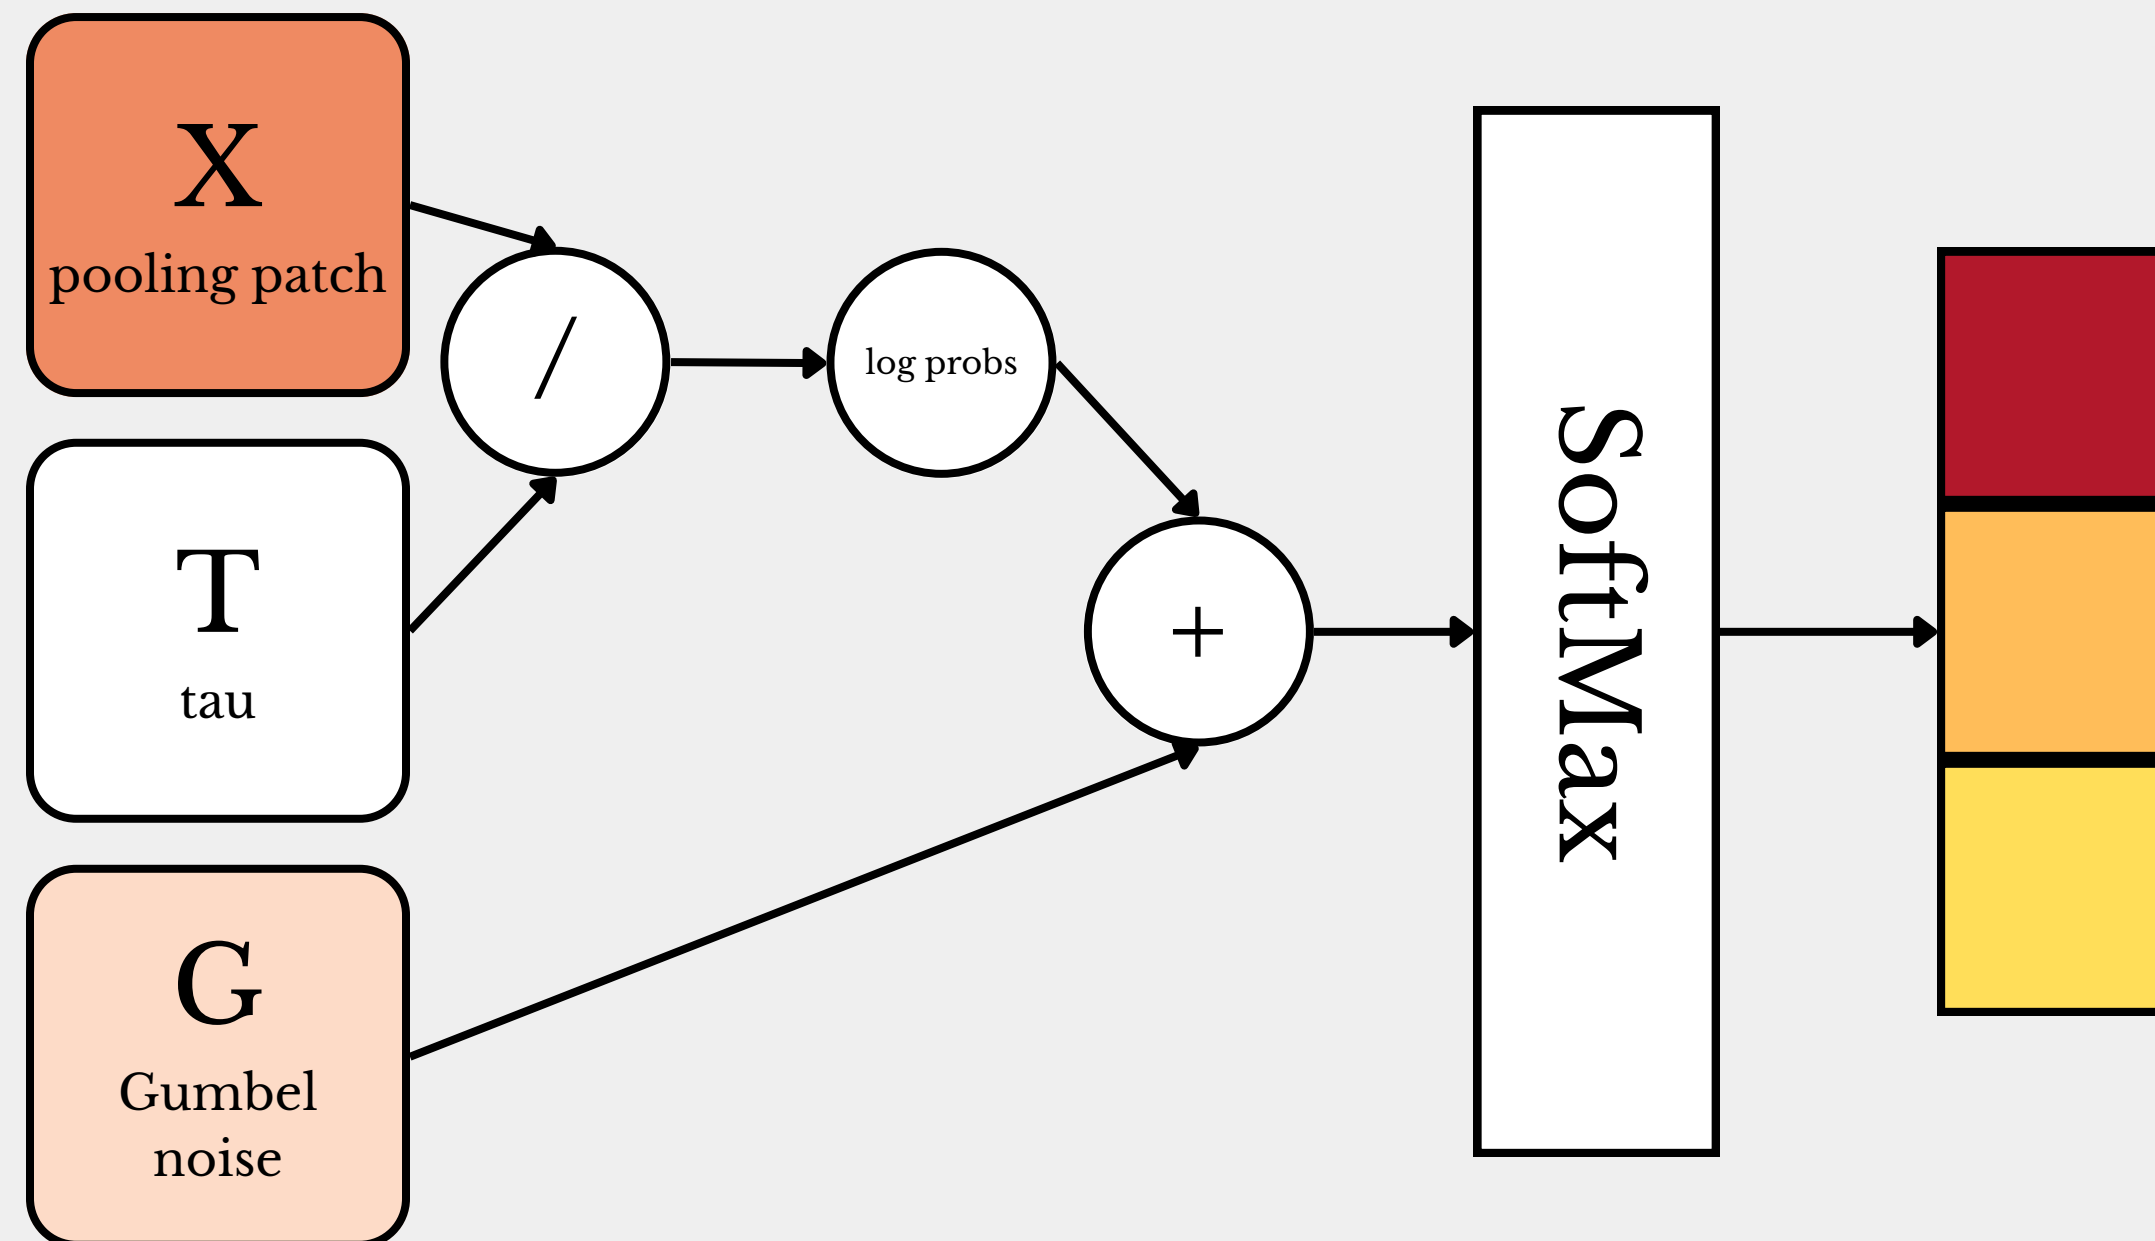 X
pooling patch
/
log probs
T
tau
+
SoftMax
G
Gumbel
noise